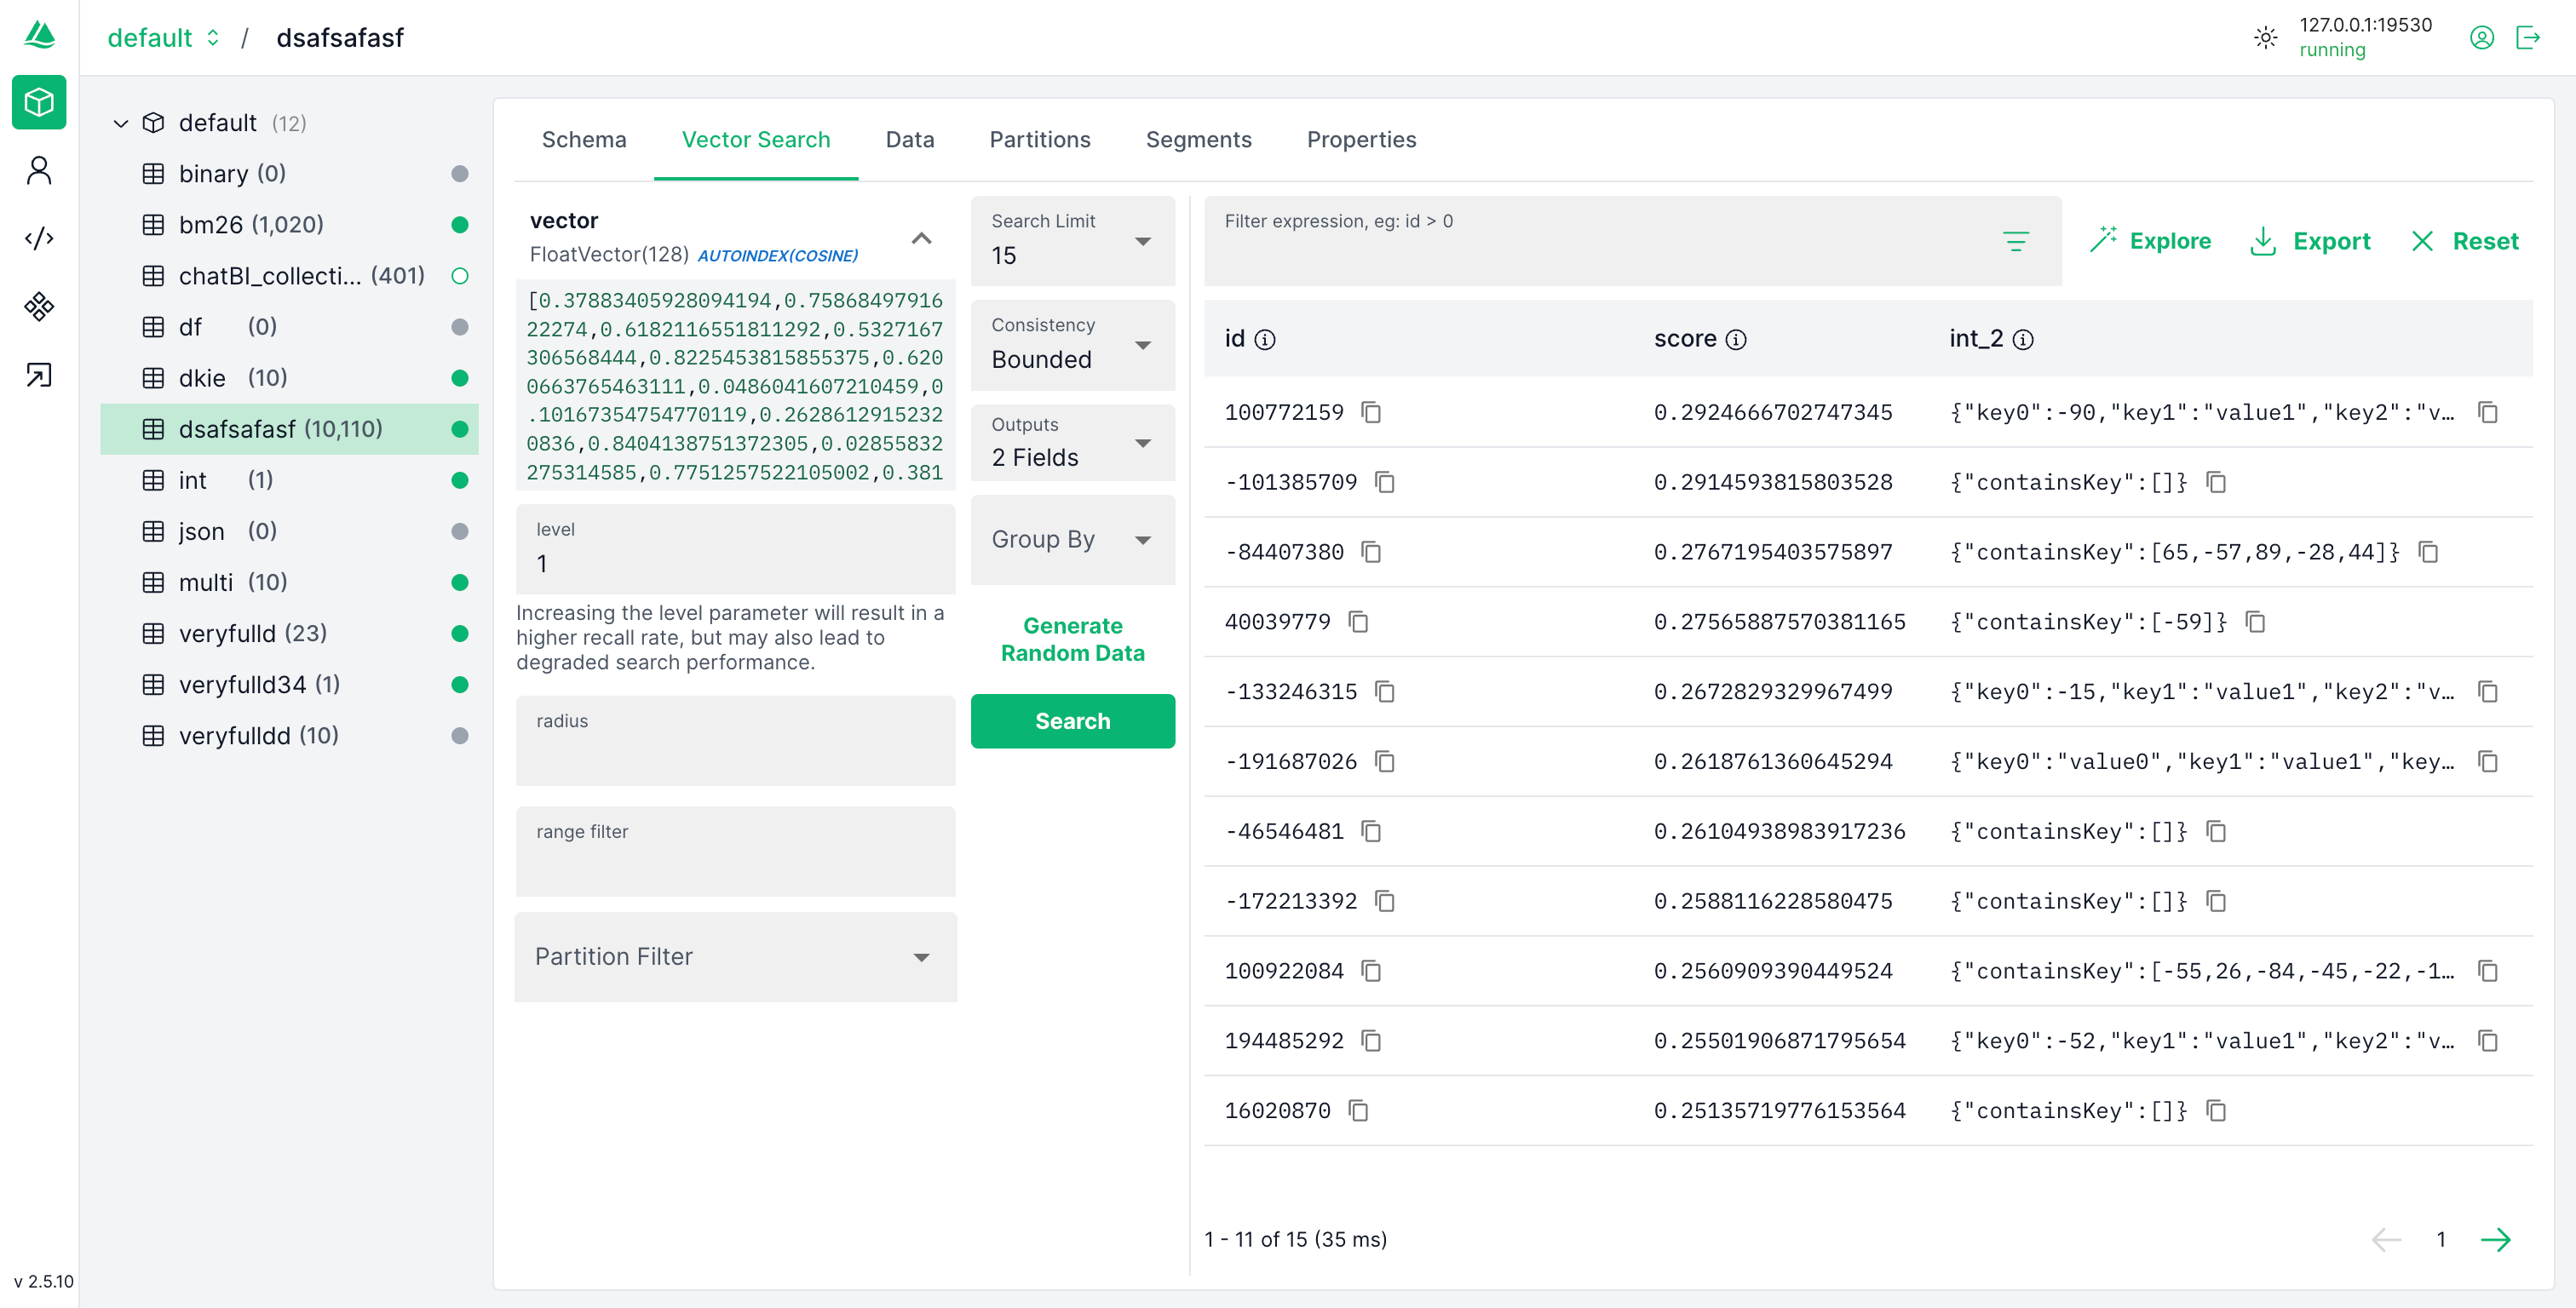 default / dsafsafasf
127.0.0.1:19530
running
default (12)
binary (0)
bm26 (1,020)
chatBI_collecti... (401)
df (0)
dkie (10)
dsafsafasf (10,110)
int (1)
json (0)
multi (10)
veryfulld (23)
veryfulld34 (1)
veryfulldd (10)
v 2.5.10
Schema Vector Search Data Partitions Segments Properties
vector
FloatVector(128) AUTOINDEX(COSINE)
[0.37883405928094194,0.75868497916
22274,0.6182116551811292,0.5327167
306568444,0.8225453815855375,0.620
0663765463111,0.0486041607210459,0
.10167354754770119,0.2628612915232
0836,0.8404138751372305,0.02855832
275314585,0.7751257522105002,0.381
level
1
Increasing the level parameter will result in a
higher recall rate, but may also lead to
degraded search performance.
radius
range filter
Partition Filter
Search Limit
15
Consistency
Bounded
Outputs
2 Fields
Group By
Generate
Random Data
Search
Filter expression, eg: id > 0
Explore Export Reset
id score int_2
100772159 0.2924666702747345 {"key0":-90,"key1":"value1","key2":"v…
-101385709 0.2914593815803528 {"containsKey":[]}
-84407380 0.2767195403575897 {"containsKey":[65,-57,89,-28,44]}
40039779 0.27565887570381165 {"containsKey":[-59]}
-133246315 0.2672829329967499 {"key0":-15,"key1":"value1","key2":"v…
-191687026 0.2618761360645294 {"key0":"value0","key1":"value1","key…
-46546481 0.26104938983917236 {"containsKey":[]}
-172213392 0.2588116228580475 {"containsKey":[]}
100922084 0.2560909390449524 {"containsKey":[-55,26,-84,-45,-22,-1…
194485292 0.25501906871795654 {"key0":-52,"key1":"value1","key2":"v…
16020870 0.25135719776153564 {"containsKey":[]}
1 - 11 of 15 (35 ms)
1